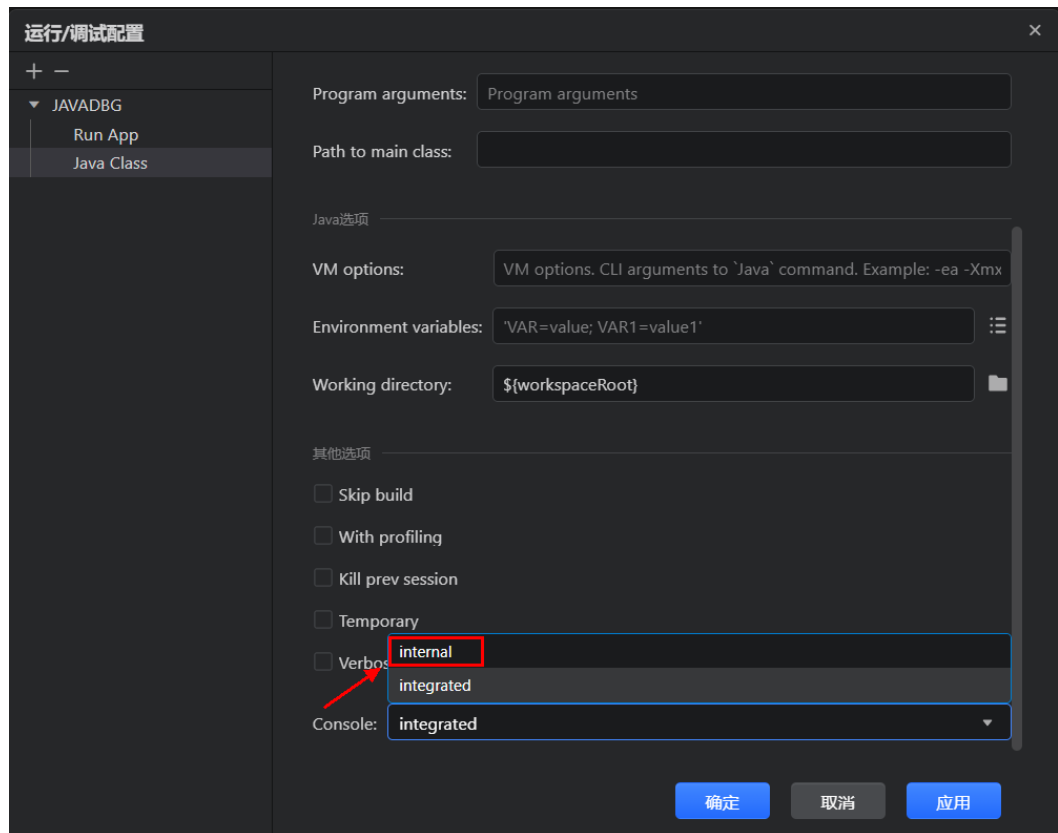 运行/调试配置
JAVADBG
Run App
Java Class
Program arguments: Program arguments
Path to main class:
Java选项
VM options: VM options. CLI arguments to `Java` command. Example: -ea -Xmx
Environment variables: 'VAR=value; VAR1=value1'
Working directory: ${workspaceRoot}
其他选项
Skip build
With profiling
Kill prev session
Temporary
Verbos
internal
integrated
Console: integrated
确定 取消 应用